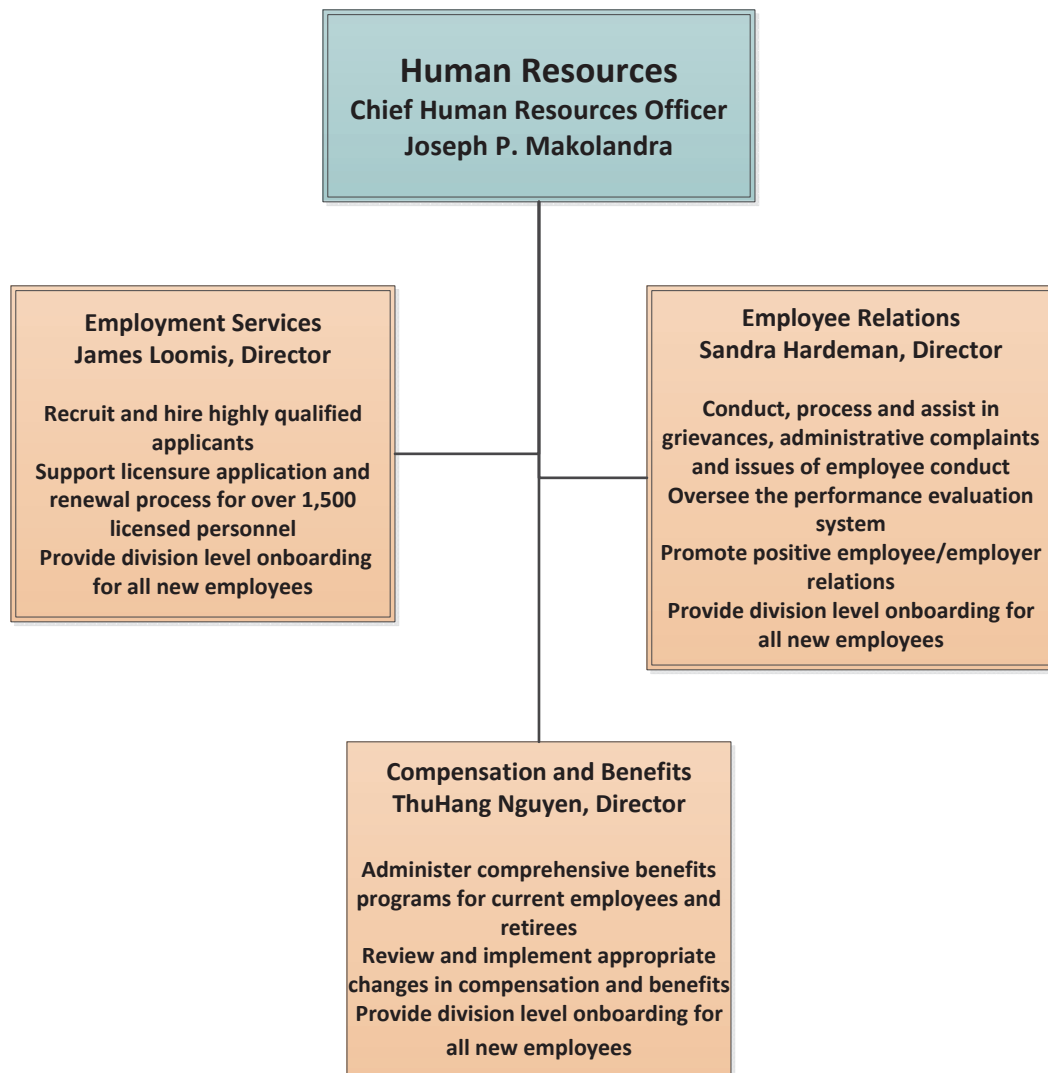 Human Resources
Chief Human Resources Officer
Joseph P. Makolandra
Employment Services
James Loomis, Director
Recruit and hire highly qualified
applicants
Support licensure application and
renewal process for over 1,500
licensed personnel
Provide division level onboarding
for all new employees
Employee Relations
Sandra Hardeman, Director
Conduct, process and assist in
grievances, administrative complaints
and issues of employee conduct
Oversee the performance evaluation
system
Promote positive employee/employer
relations
Provide division level onboarding for
all new employees
Compensation and Benefits
ThuHang Nguyen, Director
Administer comprehensive benefits
programs for current employees and
retirees
Review and implement appropriate
changes in compensation and benefits
Provide division level onboarding for
all new employees